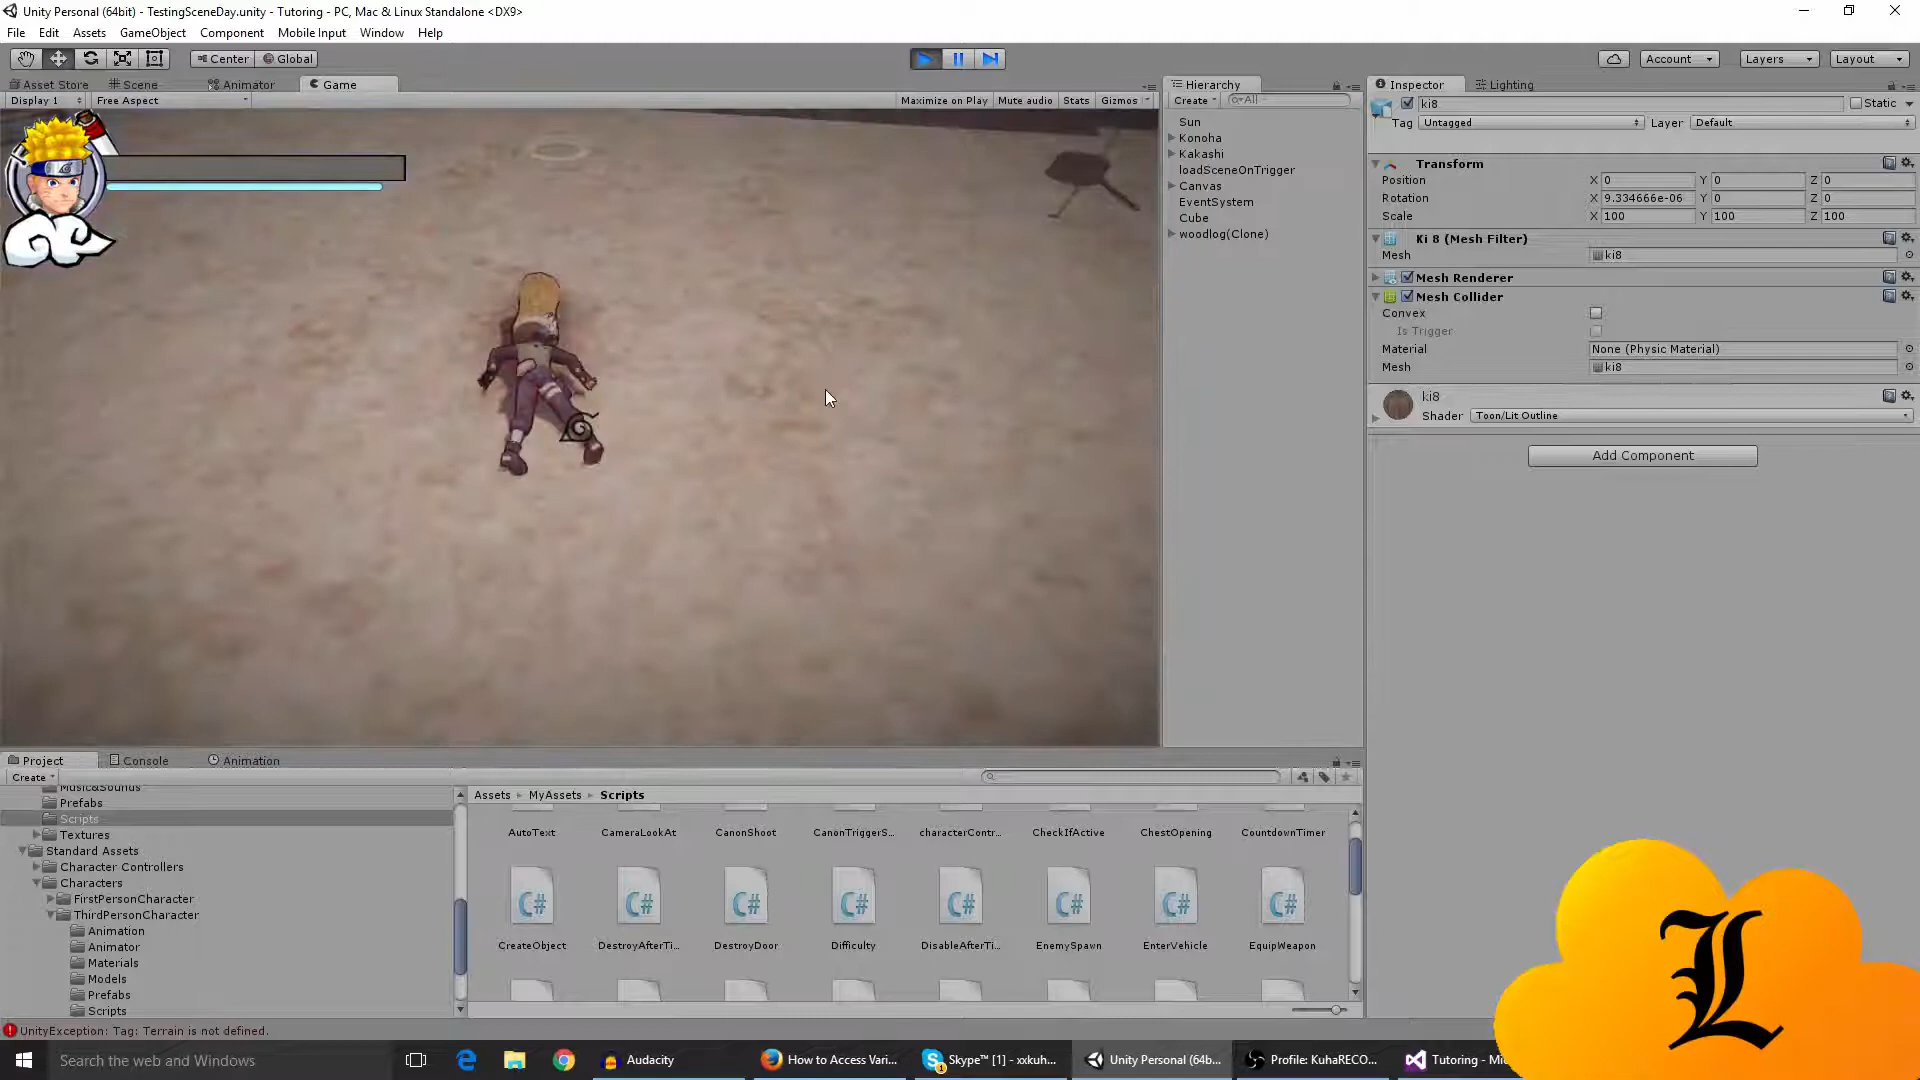 Unity Personal (64bit) - TestingSceneDay.unity - Tutoring - PC, Mac & Linux Standalone <DX9>
File Edit Assets GameObject Component Mobile Input Window Help
Center Global Account Layers Layout
Asset Store Scene Animator Game
Display 1 Free Aspect Maximize on Play Mute audio Stats Gizmos
Hierarchy
Create All
Sun
Konoha
Kakashi
loadSceneOnTrigger
Canvas
EventSystem
Cube
woodlog(Clone)
Inspector Lighting
ki8 Static
Tag Untagged Layer Default
Transform
Position X 0 Y 0 Z 0
Rotation X 9.334666e-06 Y 0 Z 0
Scale X 100 Y 100 Z 100
Ki 8 (Mesh Filter)
Mesh ki8
Mesh Renderer
Mesh Collider
Convex
Is Trigger
Material None (Physic Material)
Mesh ki8
ki8
Shader Toon/Lit Outline
Add Component
Project Console Animation
Create
Music&Sounds
Prefabs
Scripts
Textures
Standard Assets
Character Controllers
Characters
FirstPersonCharacter
ThirdPersonCharacter
Animation
Animator
Materials
Models
Prefabs
Scripts
Assets MyAssets Scripts
AutoText CameraLookAt CanonShoot CanonTriggerS... characterContr... CheckIfActive ChestOpening CountdownTimer
C# C# C# C# C# C# C# C#
CreateObject DestroyAfterTi... DestroyDoor Difficulty DisableAfterTi... EnemySpawn EnterVehicle EquipWeapon
UnityException: Tag: Terrain is not defined.
L
Search the web and Windows Audacity How to Access Vari... Skype™ [1] - xxkuh... Unity Personal (64b... Profile: KuhaRECO... Tutoring - Mi